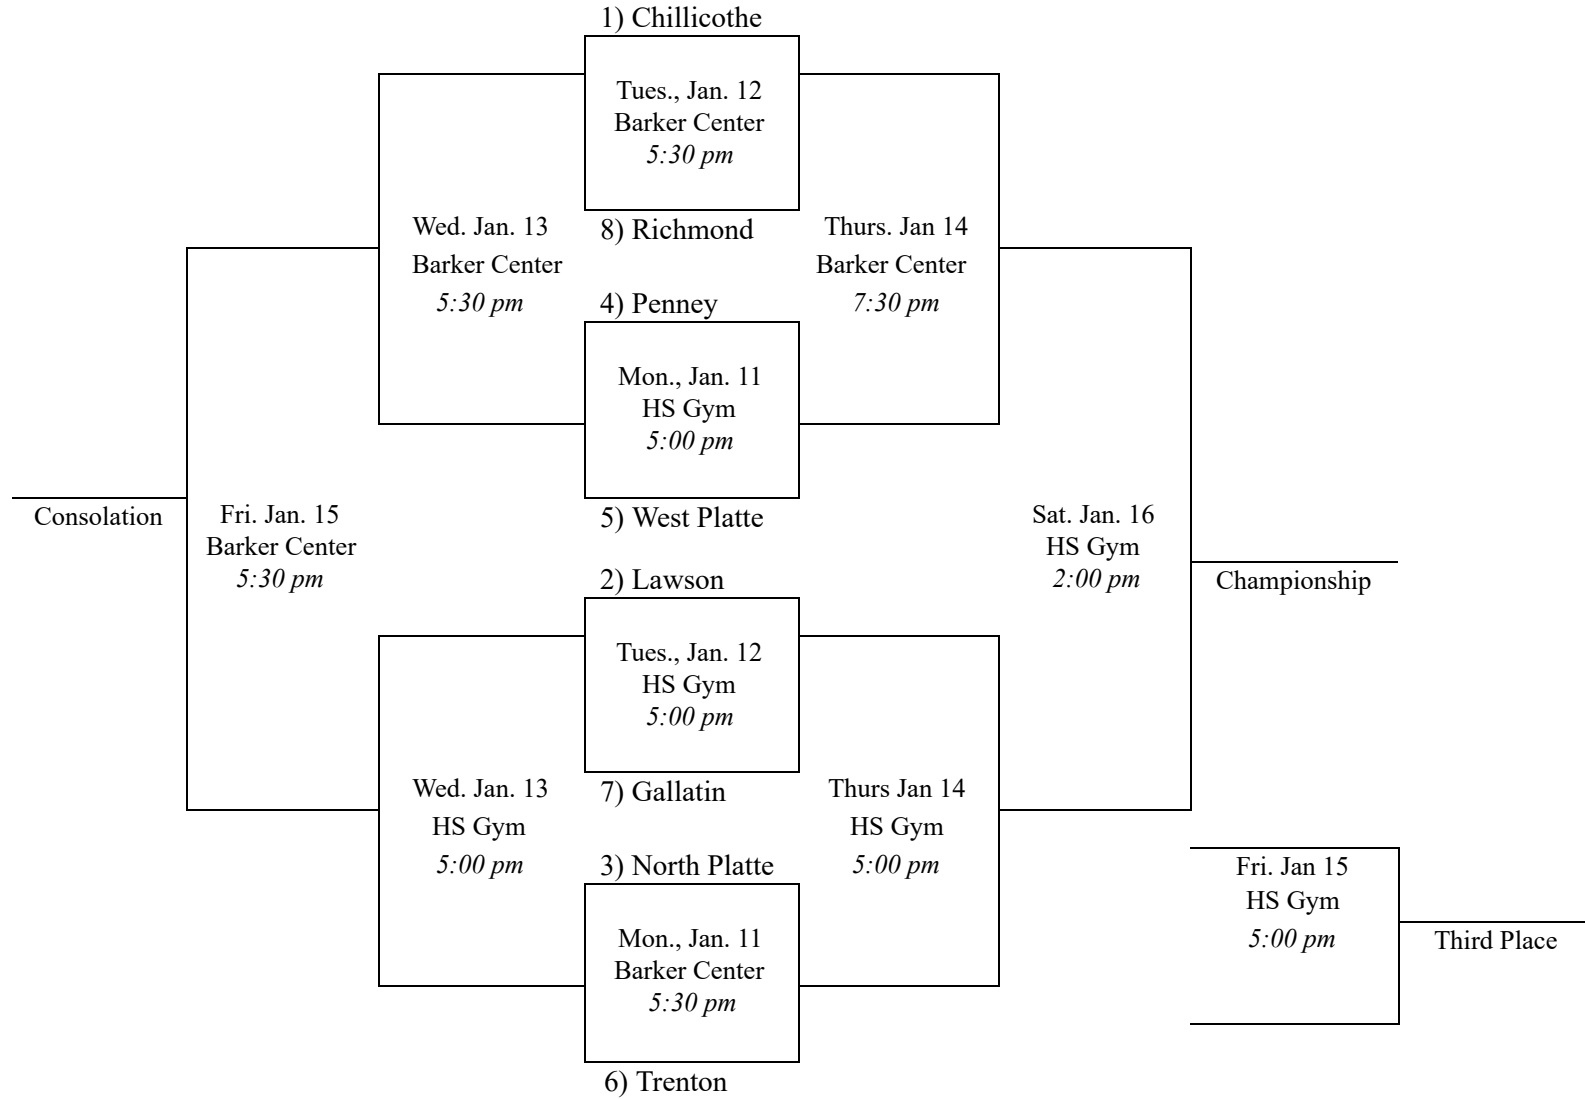 1) Chillicothe
Tues., Jan. 12
Barker Center
5:30 pm
8) Richmond
Wed. Jan. 13
Barker Center
5:30 pm
Thurs. Jan 14
Barker Center
7:30 pm
4) Penney
Mon., Jan. 11
HS Gym
5:00 pm
5) West Platte
Consolation
Fri. Jan. 15
Barker Center
5:30 pm
Sat. Jan. 16
HS Gym
2:00 pm
Championship
2) Lawson
Tues., Jan. 12
HS Gym
5:00 pm
7) Gallatin
Wed. Jan. 13
HS Gym
5:00 pm
Thurs Jan 14
HS Gym
5:00 pm
3) North Platte
Mon., Jan. 11
Barker Center
5:30 pm
6) Trenton
Fri. Jan 15
HS Gym
5:00 pm
Third Place